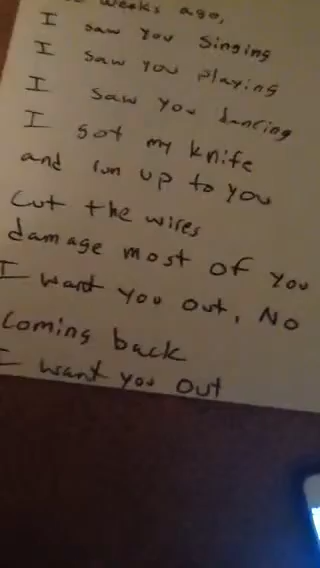 weeks ago,
I saw you singing
I saw you playing
I saw you dancing
I got my knife
and run up to you
Cut the wires
damage most of you
I want you out, No
coming back
I want you out